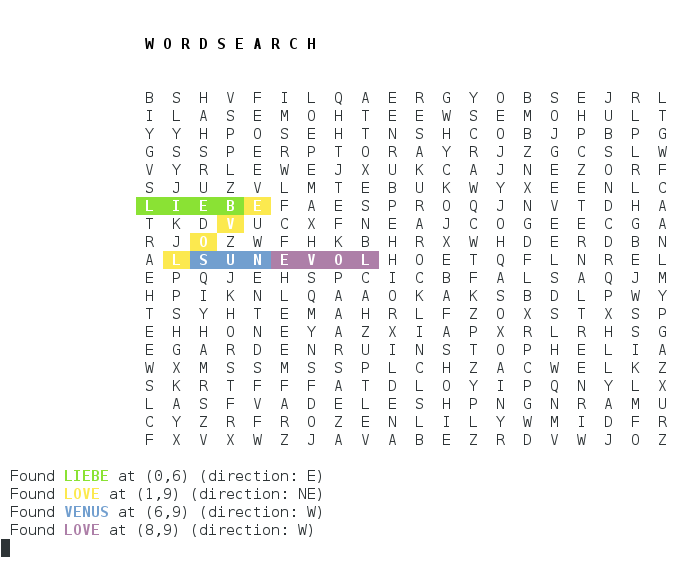 WORDSEARCH
B S H V F I L Q A E R G Y O B S E J R L
I L A S E M O H T E E W S E M O H U L T
Y Y H P O S E H T N S H C O B J P B P G
G S S P E R P T O R A Y R J Z G C S L W
V Y R L E W E J X U K C A J N E Z O R F
S J U Z V L M T E B U K W Y X E E N L C
L I E B E F A E S P R O Q J N V T D H A
T K D V U C X F N E A J C O G E E C G A
R J O Z W F H K B H R X W H D E R D B N
A L S U N E V O L H O E T Q F L N R E L
E P Q J E H S P C I C B F A L S A Q J M
H P I K N L Q A A O K A K S B D L P W Y
T S Y H T E M A H R L F Z O X S T X S P
E H H O N E Y A Z X I A P X R L R H S G
E G A R D E N R U I N S T O P H E L I A
W X M S S M S S P L C H Z A C W E L K Z
S K R T F F F A T D L O Y I P Q N Y L X
L A S F V A D E L E S H P N G N R A M U
C Y Z R F R O Z E N L I L Y W M I D F R
F X V X W Z J A V A B E Z R D V W J O Z
Found LIEBE at (0,6) (direction: E)
Found LOVE at (1,9) (direction: NE)
Found VENUS at (6,9) (direction: W)
Found LOVE at (8,9) (direction: W)